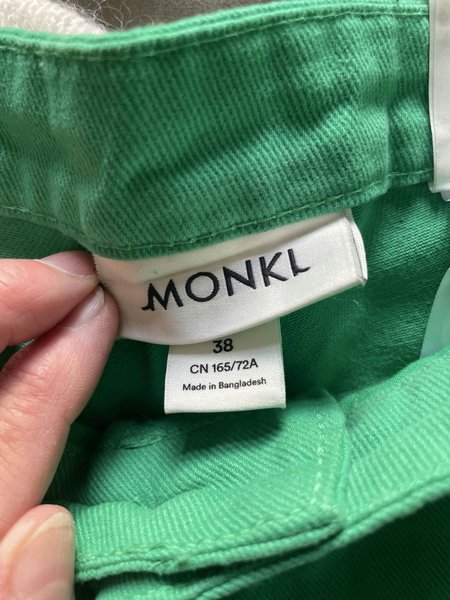 MONKI
38
CN 165/72A
Made in Bangladesh